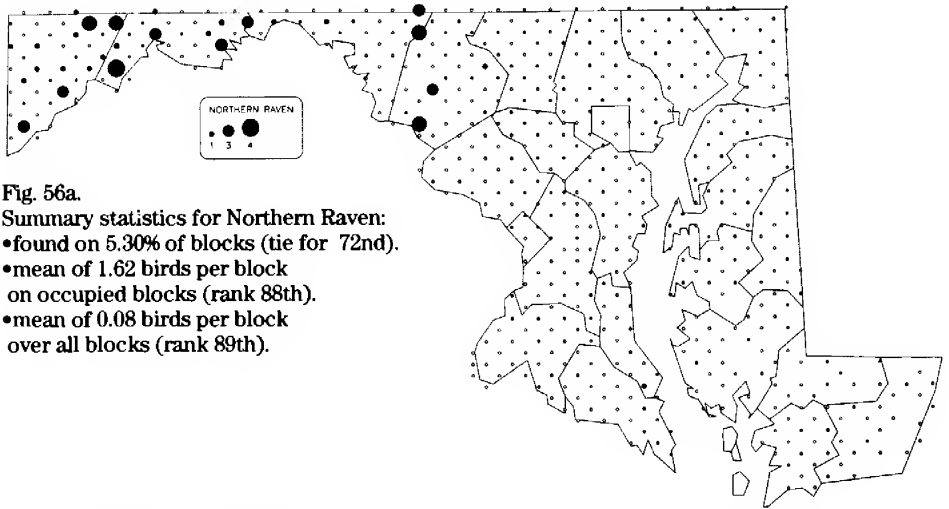 NORTHERN RAVEN
1 3 4
Fig. 56a.
Summary statistics for Northern Raven:
•found on 5.30% of blocks (tie for 72nd).
•mean of 1.62 birds per block
on occupied blocks (rank 88th).
•mean of 0.08 birds per block
over all blocks (rank 89th).